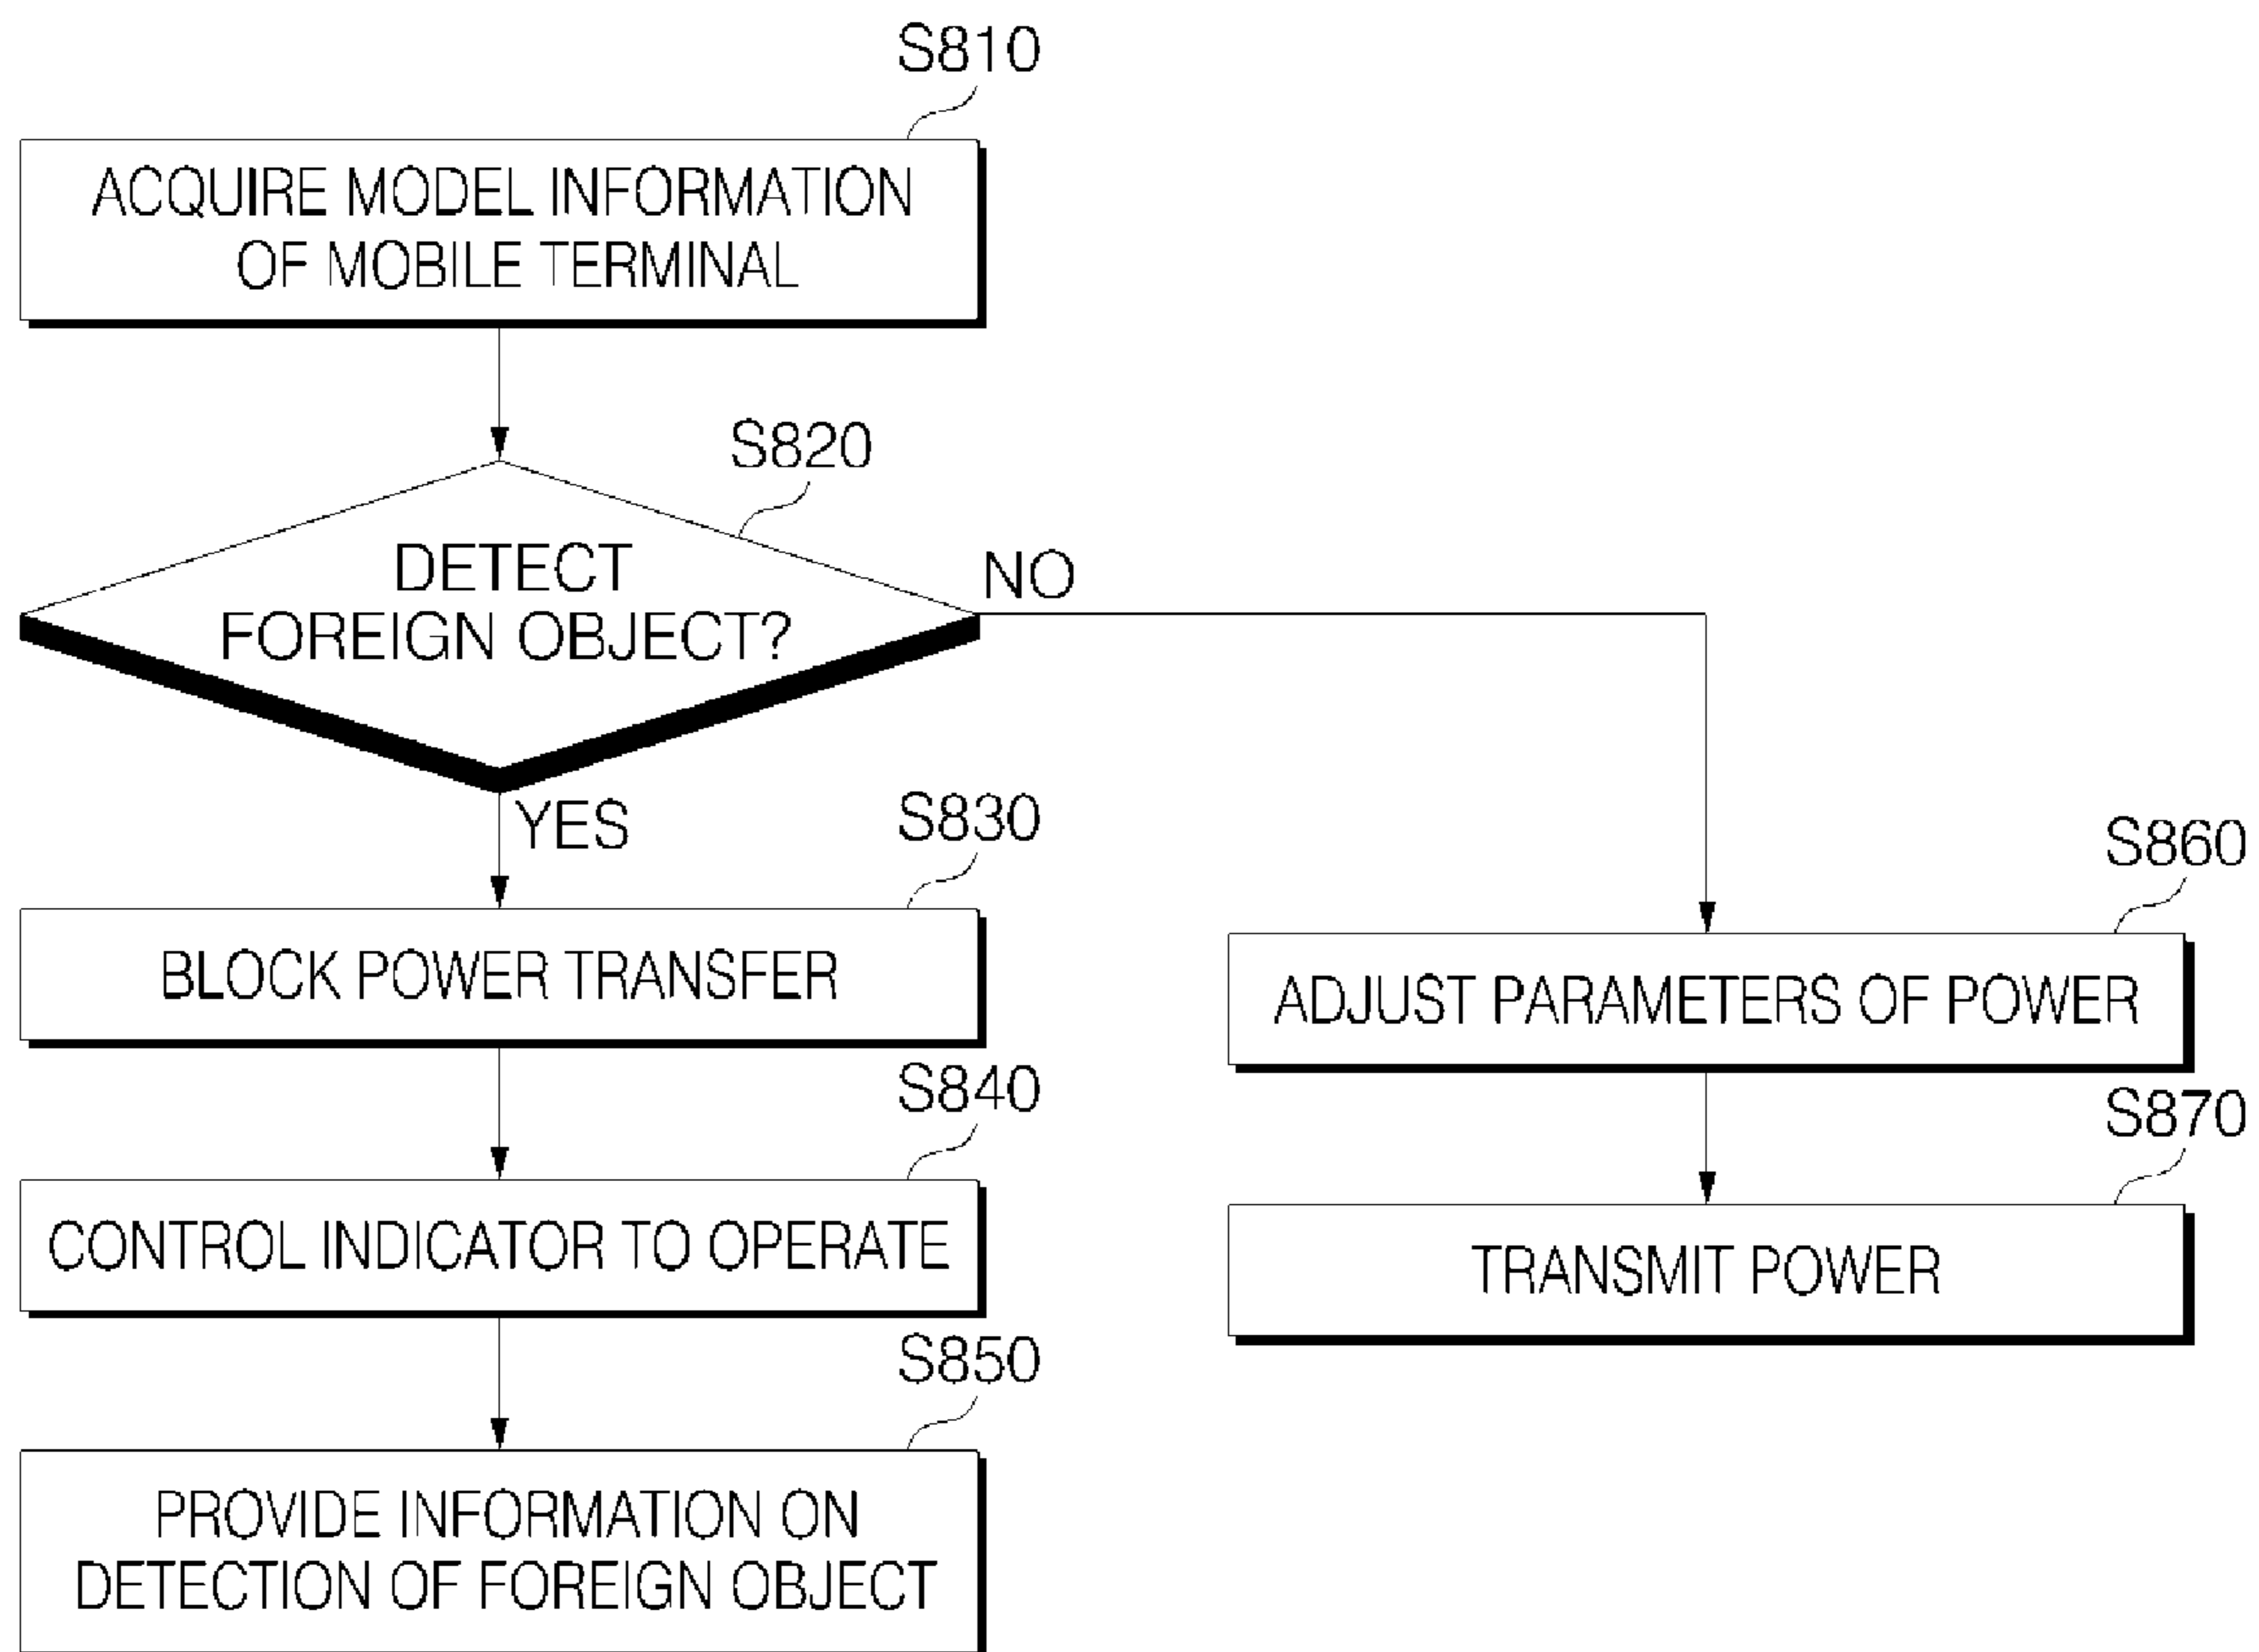 S810
ACQUIRE MODEL INFORMATION
OF MOBILE TERMINAL
S820
DETECT
FOREIGN OBJECT?
NO
YES
S830
BLOCK POWER TRANSFER
S840
CONTROL INDICATOR TO OPERATE
S850
PROVIDE INFORMATION ON
DETECTION OF FOREIGN OBJECT
S860
ADJUST PARAMETERS OF POWER
S870
TRANSMIT POWER